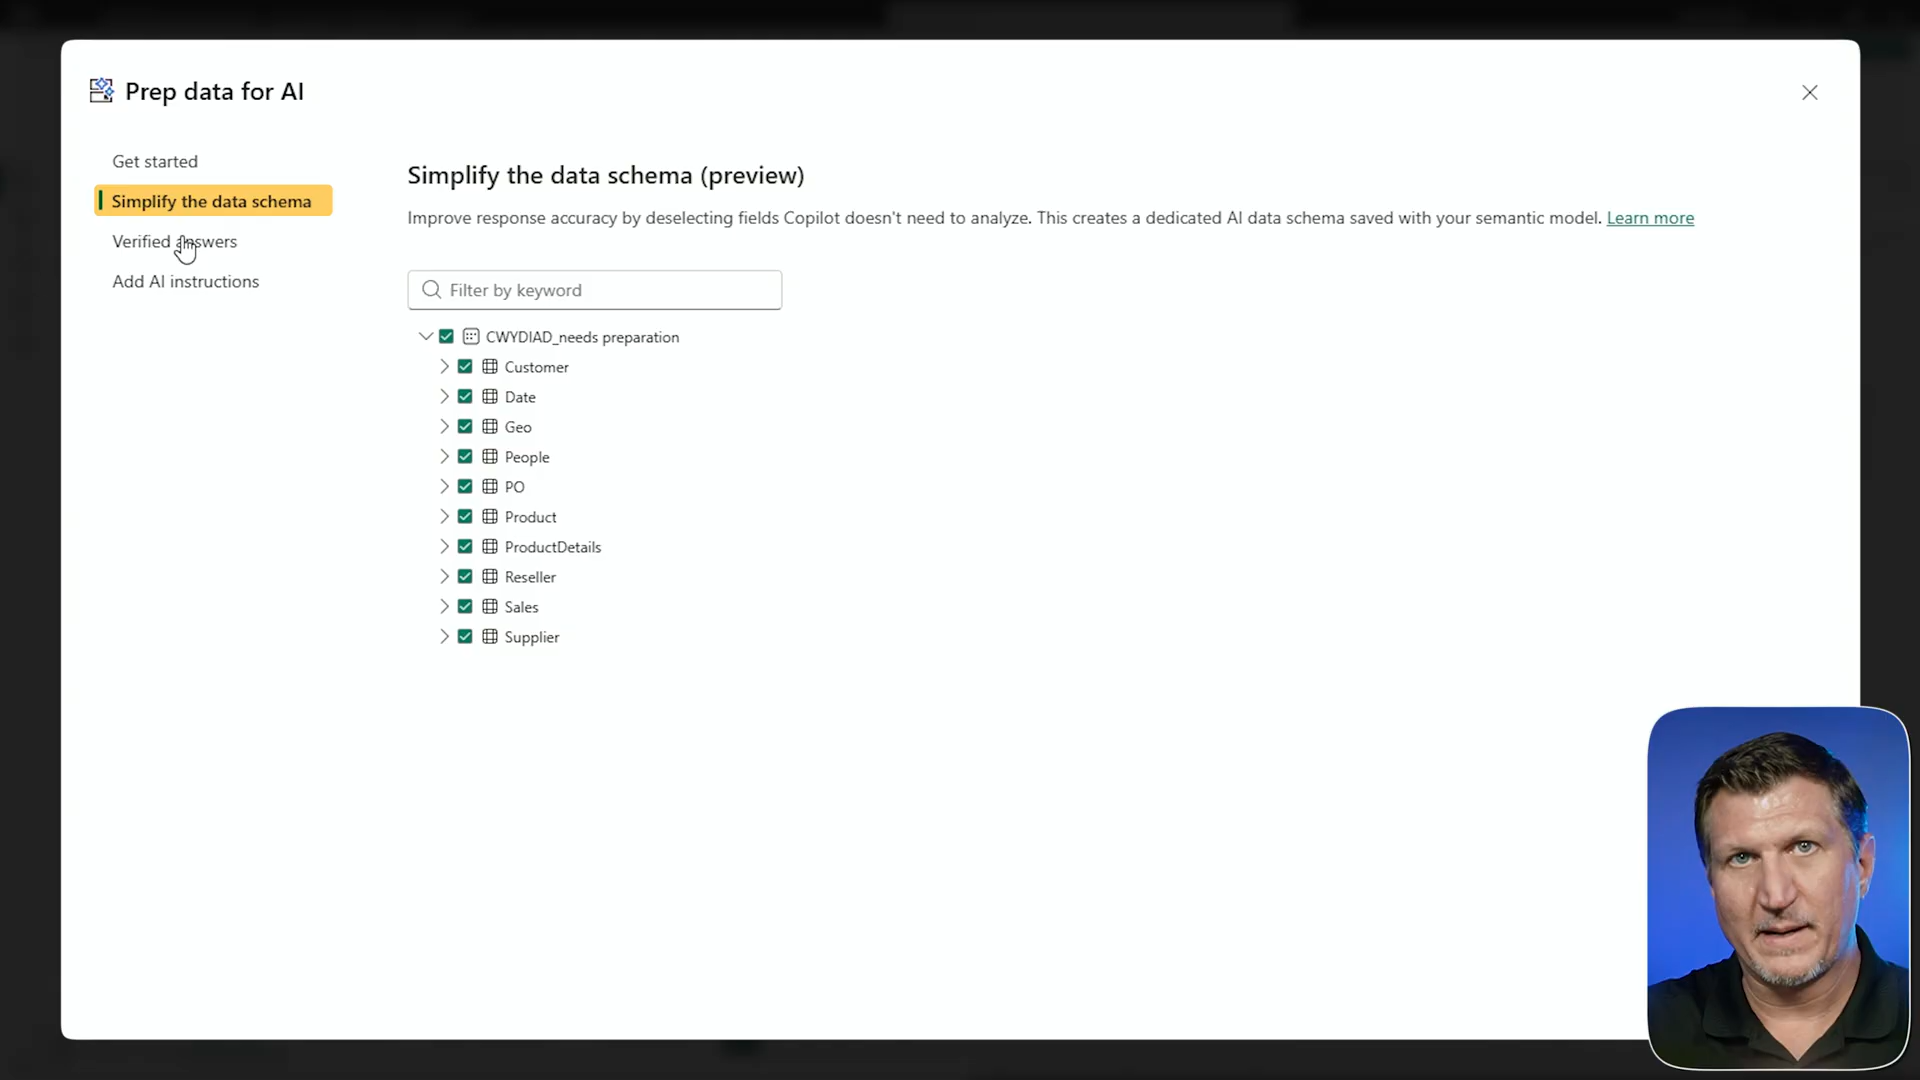 Prep data for AI
Get started
Simplify the data schema
Verified answers
Add AI instructions
Simplify the data schema (preview)
Improve response accuracy by deselecting fields Copilot doesn't need to analyze. This creates a dedicated AI data schema saved with your semantic model. Learn more
Filter by keyword
CWYDIAD_needs preparation
Customer
Date
Geo
People
PO
Product
ProductDetails
Reseller
Sales
Supplier